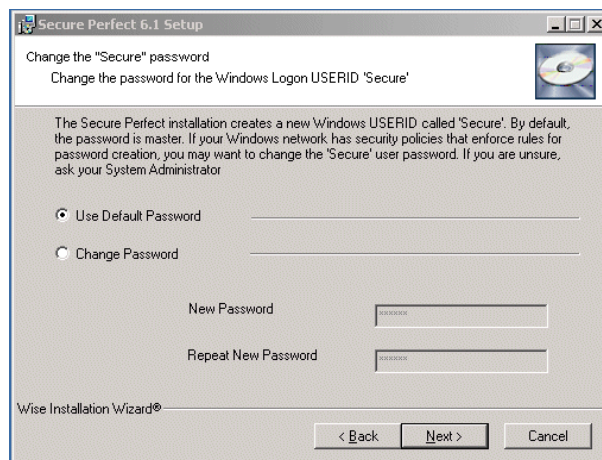 Secure Perfect 6.1 Setup
Change the "Secure" password
Change the password for the Windows Logon USERID 'Secure'
The Secure Perfect installation creates a new Windows USERID called 'Secure'. By default,
the password is master. If your Windows network has security policies that enforce rules for
password creation, you may want to change the 'Secure' user password. If you are unsure,
ask your System Administrator
Use Default Password
Change Password
New Password
xxxxxx
Repeat New Password
xxxxxx
Wise Installation Wizard®
< Back
Next >
Cancel